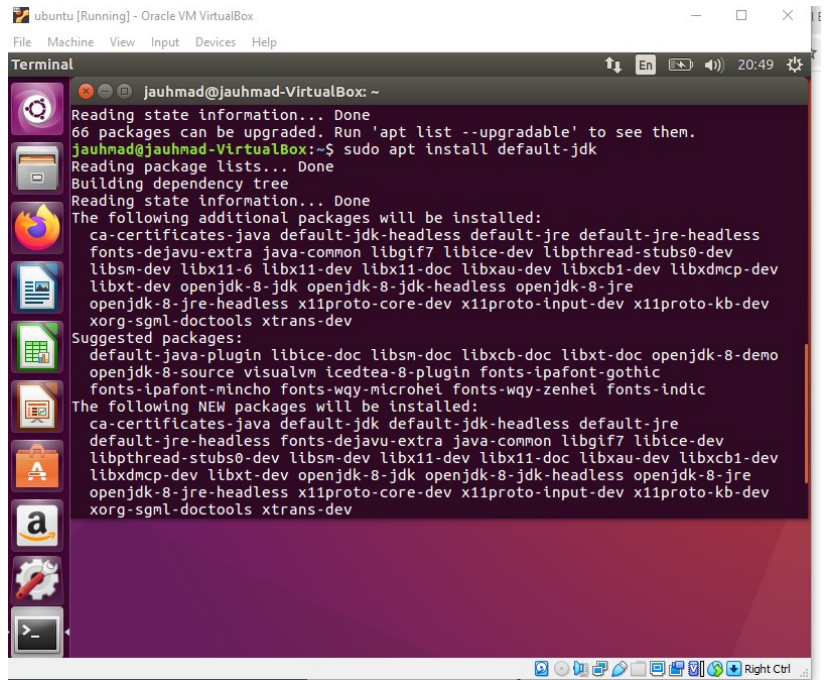 ubuntu [Running] - Oracle VM VirtualBox
File Machine View Input Devices Help
Terminal En 20:49
jauhmad@jauhmad-VirtualBox: ~
Reading state information... Done
66 packages can be upgraded. Run 'apt list --upgradable' to see them.
jauhmad@jauhmad-VirtualBox:~$ sudo apt install default-jdk
Reading package lists... Done
Building dependency tree
Reading state information... Done
The following additional packages will be installed:
  ca-certificates-java default-jdk-headless default-jre default-jre-headless
  fonts-dejavu-extra java-common libgif7 libice-dev libpthread-stubs0-dev
  libsm-dev libx11-6 libx11-dev libx11-doc libxau-dev libxcb1-dev libxdmcp-dev
  libxt-dev openjdk-8-jdk openjdk-8-jdk-headless openjdk-8-jre
  openjdk-8-jre-headless x11proto-core-dev x11proto-input-dev x11proto-kb-dev
  xorg-sgml-doctools xtrans-dev
Suggested packages:
  default-java-plugin libice-doc libsm-doc libxcb-doc libxt-doc openjdk-8-demo
  openjdk-8-source visualvm icedtea-8-plugin fonts-ipafont-gothic
  fonts-ipafont-mincho fonts-wqy-microhei fonts-wqy-zenhei fonts-indic
The following NEW packages will be installed:
  ca-certificates-java default-jdk default-jdk-headless default-jre
  default-jre-headless fonts-dejavu-extra java-common libgif7 libice-dev
  libpthread-stubs0-dev libsm-dev libx11-dev libx11-doc libxau-dev libxcb1-dev
  libxdmcp-dev libxt-dev openjdk-8-jdk openjdk-8-jdk-headless openjdk-8-jre
  openjdk-8-jre-headless x11proto-core-dev x11proto-input-dev x11proto-kb-dev
  xorg-sgml-doctools xtrans-dev
Right Ctrl